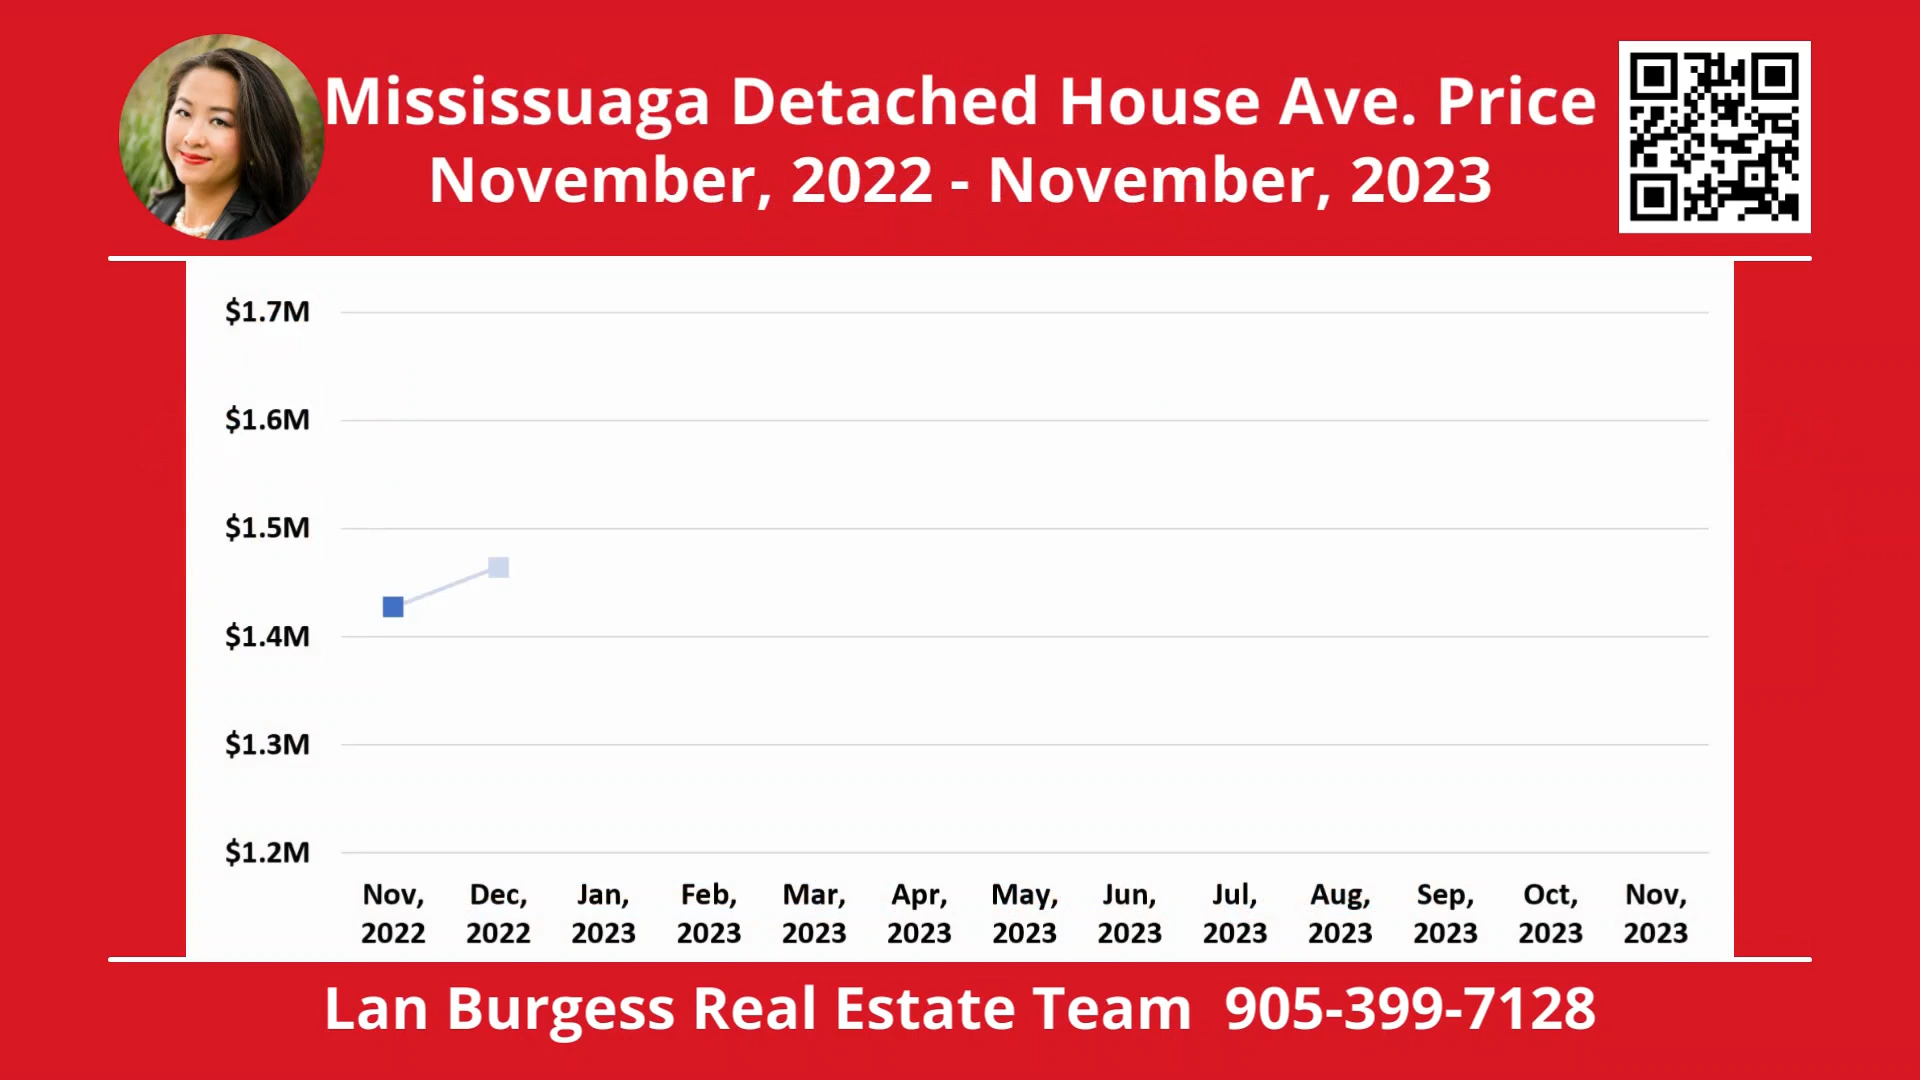 Mississuaga Detached House Ave. Price
November, 2022 - November, 2023
$1.7M
$1.6M
$1.5M
$1.4M
$1.3M
$1.2M
Nov, Dec, Jan, Feb, Mar, Apr, May, Jun, Jul, Aug, Sep, Oct, Nov,
2022 2022 2023 2023 2023 2023 2023 2023 2023 2023 2023 2023 2023
Lan Burgess Real Estate Team 905-399-7128